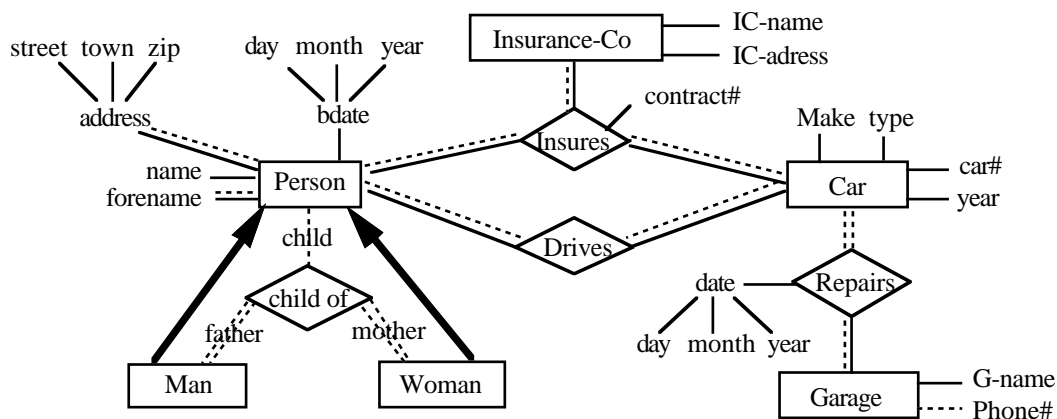 IC-name
street town zip
day month year
Insurance-Co
IC-adress
contract#
address
bdate
Insures
Make type
name
Person
Car
car#
forename
year
child
Drives
child of
date
Repairs
father
mother
day month year
Man
Woman
Garage
G-name
Phone#